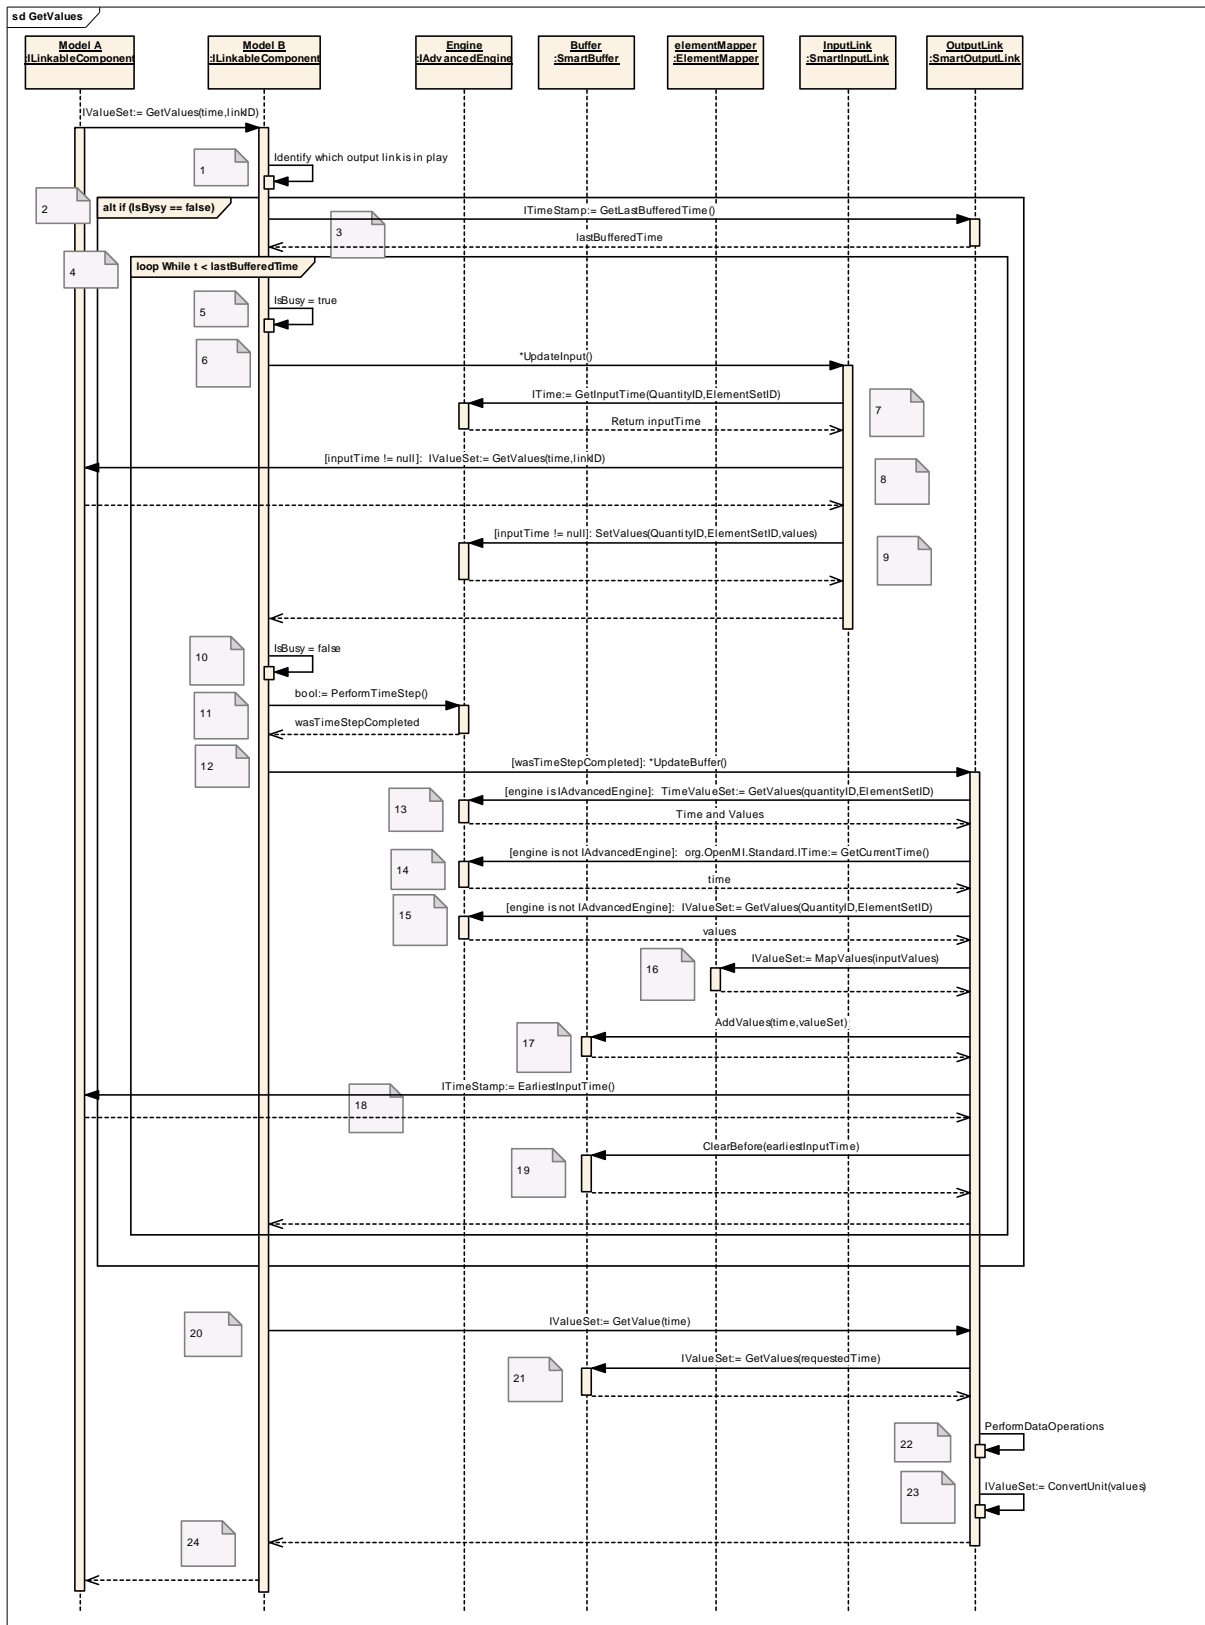 sd GetValues
Model A
:ILinkableComponent
Model B
:ILinkableComponent
Engine
:IAdvancedEngine
Buffer
:SmartBuffer
elementMapper
:ElementMapper
InputLink
:SmartInputLink
OutputLink
:SmartOutputLink
IValueSet:= GetValues(time,linkID)
1
Identify which output link is in play
2
alt if (IsBysy == false)
ITimeStamp:= GetLastBufferedTime()
3
lastBufferedTime
4
loop While t < lastBufferedTime
5
IsBusy = true
6
*UpdateInput()
ITime:= GetInputTime(QuantityID,ElementSetID)
7
Return inputTime
[inputTime != null]: IValueSet:= GetValues(time,linkID)
8
[inputTime != null]: SetValues(QuantityID,ElementSetID,values)
9
10
IsBusy = false
11
bool:= PerformTimeStep()
wasTimeStepCompleted
12
[wasTimeStepCompleted]: *UpdateBuffer()
13
[engine is IAdvancedEngine]: TimeValueSet:= GetValues(quantityID,ElementSetID)
Time and Values
14
[engine is not IAdvancedEngine]: org.OpenMI.Standard.ITime:= GetCurrentTime()
time
15
[engine is not IAdvancedEngine]: IValueSet:= GetValues(QuantityID,ElementSetID)
values
16
IValueSet:= MapValues(inputValues)
17
AddValues(time,valueSet)
ITimeStamp:= EarliestInputTime()
18
ClearBefore(earliestInputTime)
19
20
IValueSet:= GetValue(time)
21
IValueSet:= GetValues(requestedTime)
22
PerformDataOperations
23
IValueSet:= ConvertUnit(values)
24